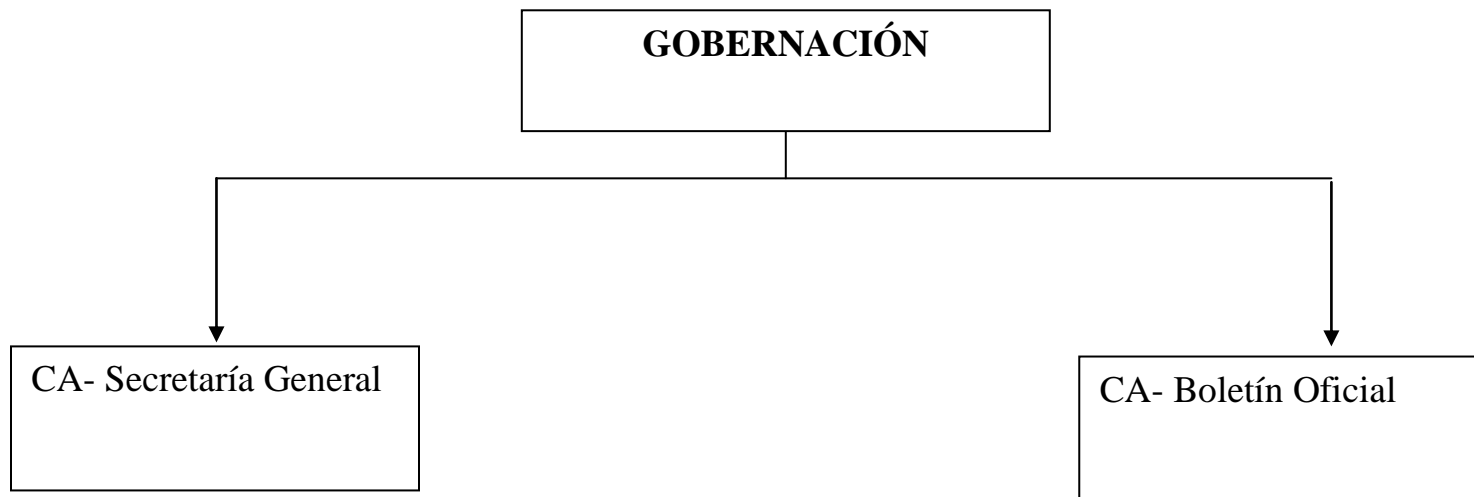 GOBERNACIÓN
CA- Secretaría General
CA- Boletín Oficial